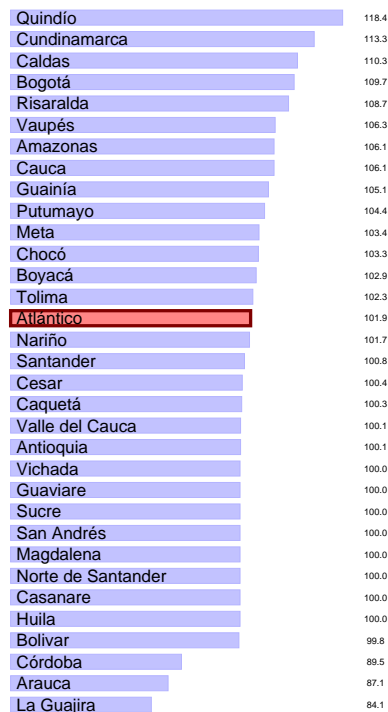 Quindío 118.4
Cundinamarca 113.3
Caldas 110.3
Bogotá 109.7
Risaralda 108.7
Vaupés 106.3
Amazonas 106.1
Cauca 106.1
Guainía 105.1
Putumayo 104.4
Meta 103.4
Chocó 103.3
Boyacá 102.9
Tolima 102.3
Atlántico 101.9
Nariño 101.7
Santander 100.8
Cesar 100.4
Caquetá 100.3
Valle del Cauca 100.1
Antioquia 100.1
Vichada 100.0
Guaviare 100.0
Sucre 100.0
San Andrés 100.0
Magdalena 100.0
Norte de Santander 100.0
Casanare 100.0
Huila 100.0
Bolivar 99.8
Córdoba 89.5
Arauca 87.1
La Guajira 84.1